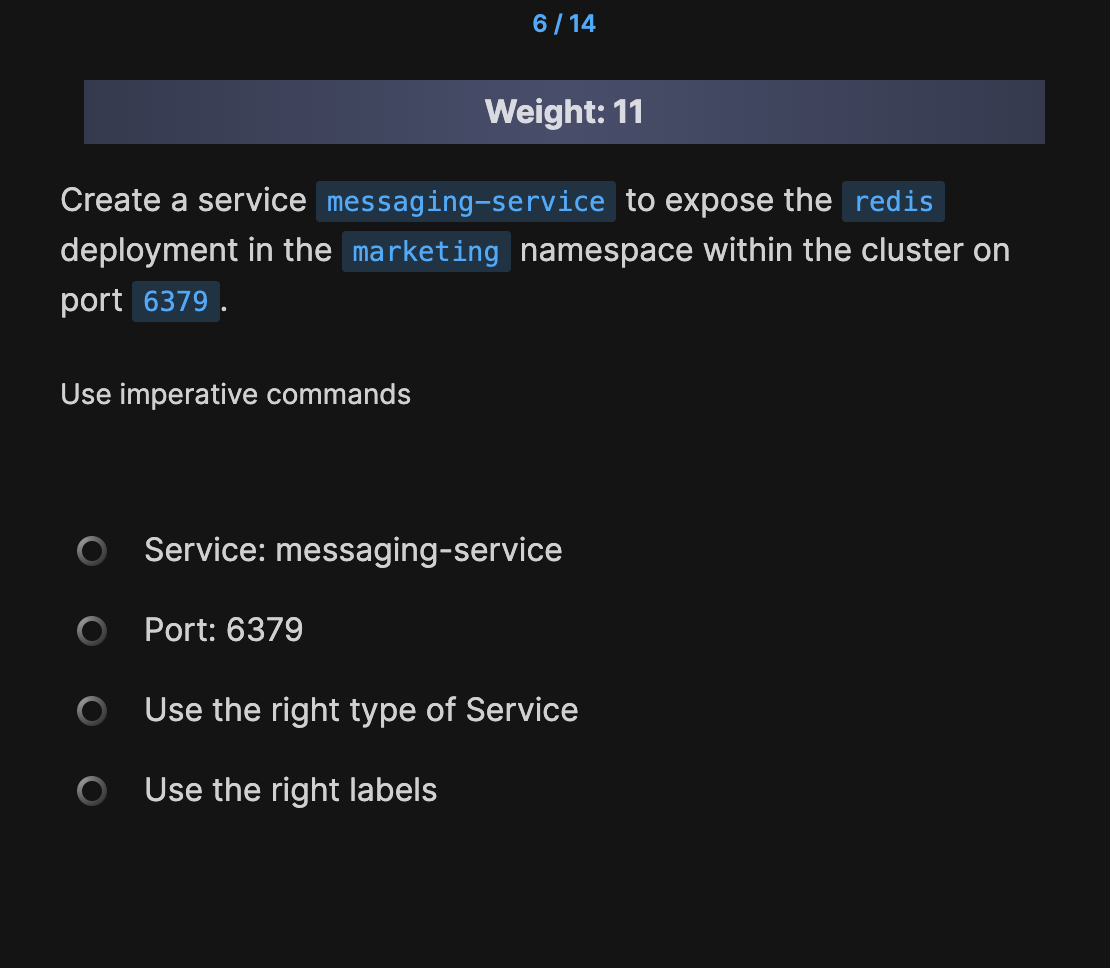 6 / 14
Weight: 11
Create a service messaging-service to expose the redis
deployment in the marketing namespace within the cluster on
port 6379.
Use imperative commands
Service: messaging-service
Port: 6379
Use the right type of Service
Use the right labels